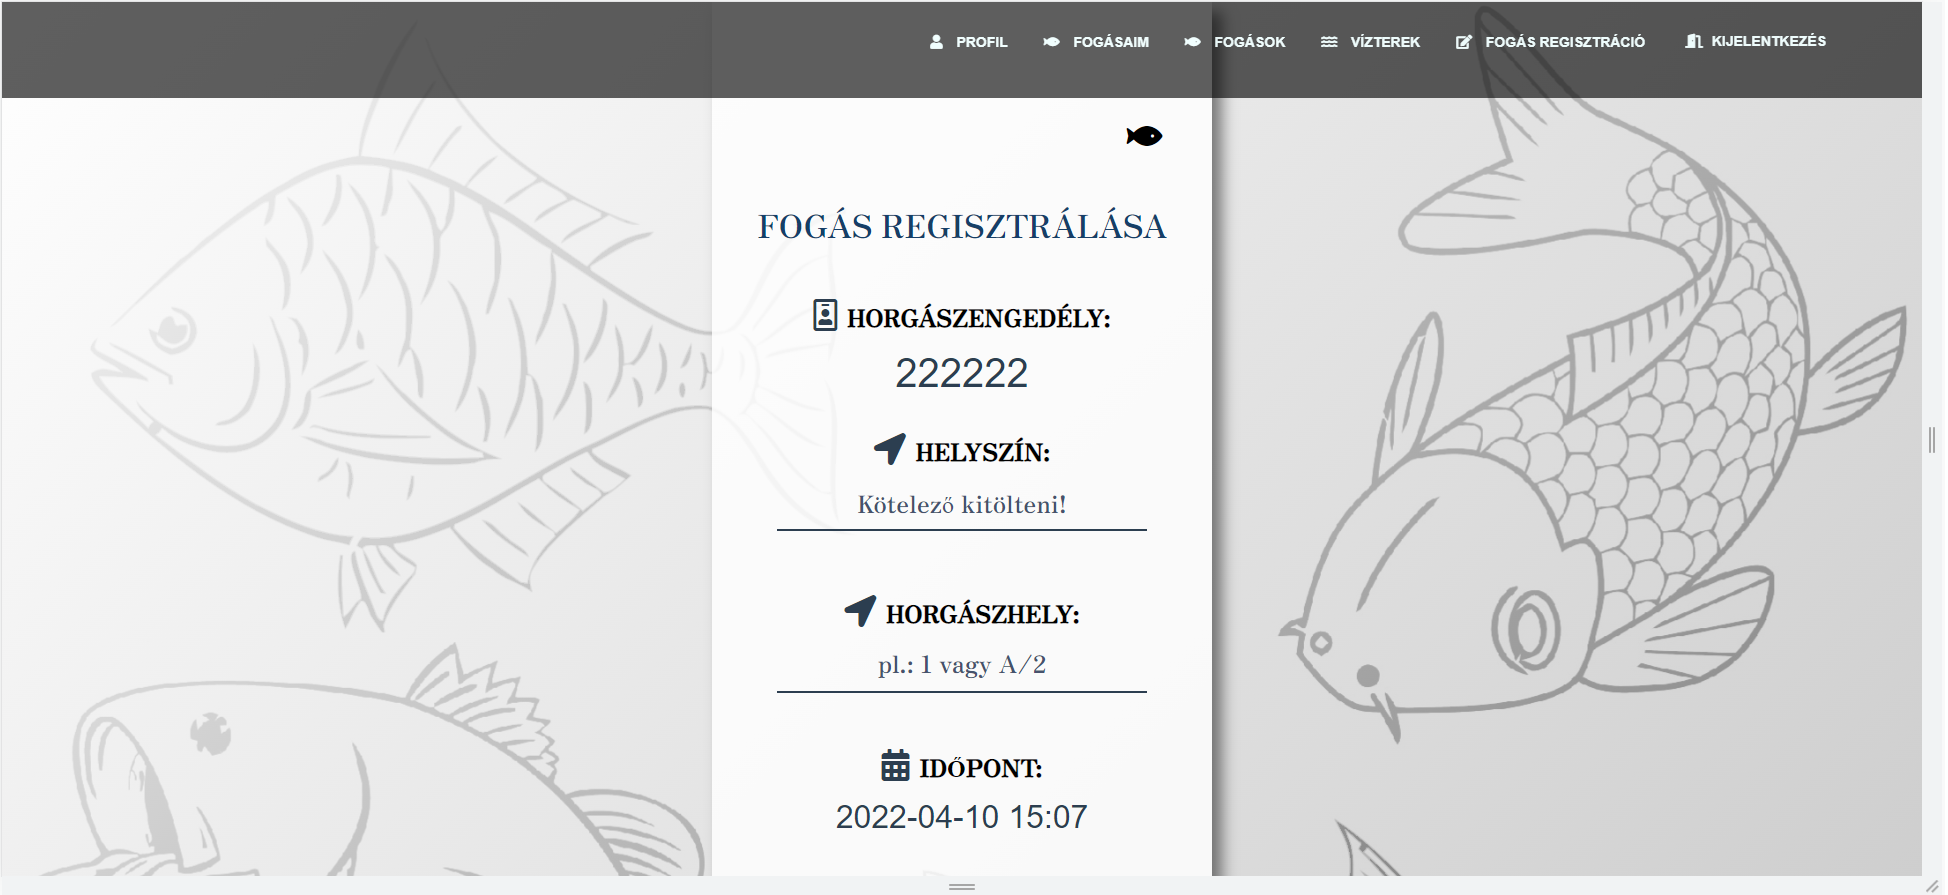 PROFIL FOGÁSAIM FOGÁSOK VÍZTEREK FOGÁS REGISZTRÁCIÓ KIJELENTKEZÉS
FOGÁS REGISZTRÁLÁSA
HORGÁSZENGEDÉLY:
222222
HELYSZÍN:
Kötelező kitölteni!
HORGÁSZHELY:
pl.: 1 vagy A/2
IDŐPONT:
2022-04-10 15:07